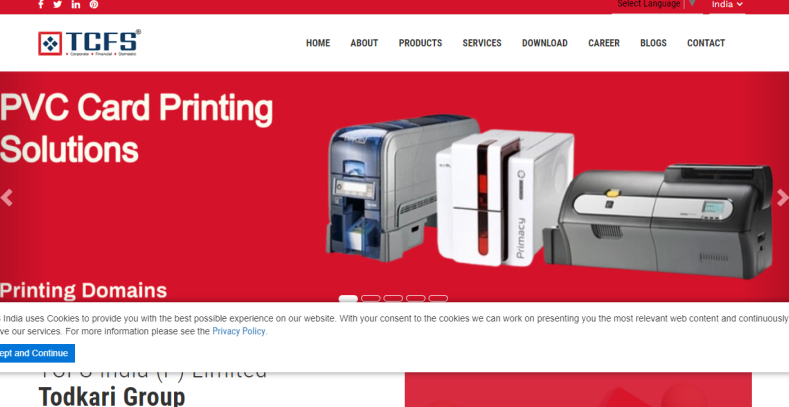 Select Language
India
TCFS®
Corporate Financial Domains
HOME ABOUT PRODUCTS SERVICES DOWNLOAD CAREER BLOGS CONTACT
PVC Card Printing
Solutions
Primacy
Printing Domains
India uses Cookies to provide you with the best possible experience on our website. With your consent to the cookies we can work on presenting you the most relevant web content and continuously
ve our services. For more information please see the Privacy Policy.
ept and Continue
TCFS India (P) Limited
Todkari Group